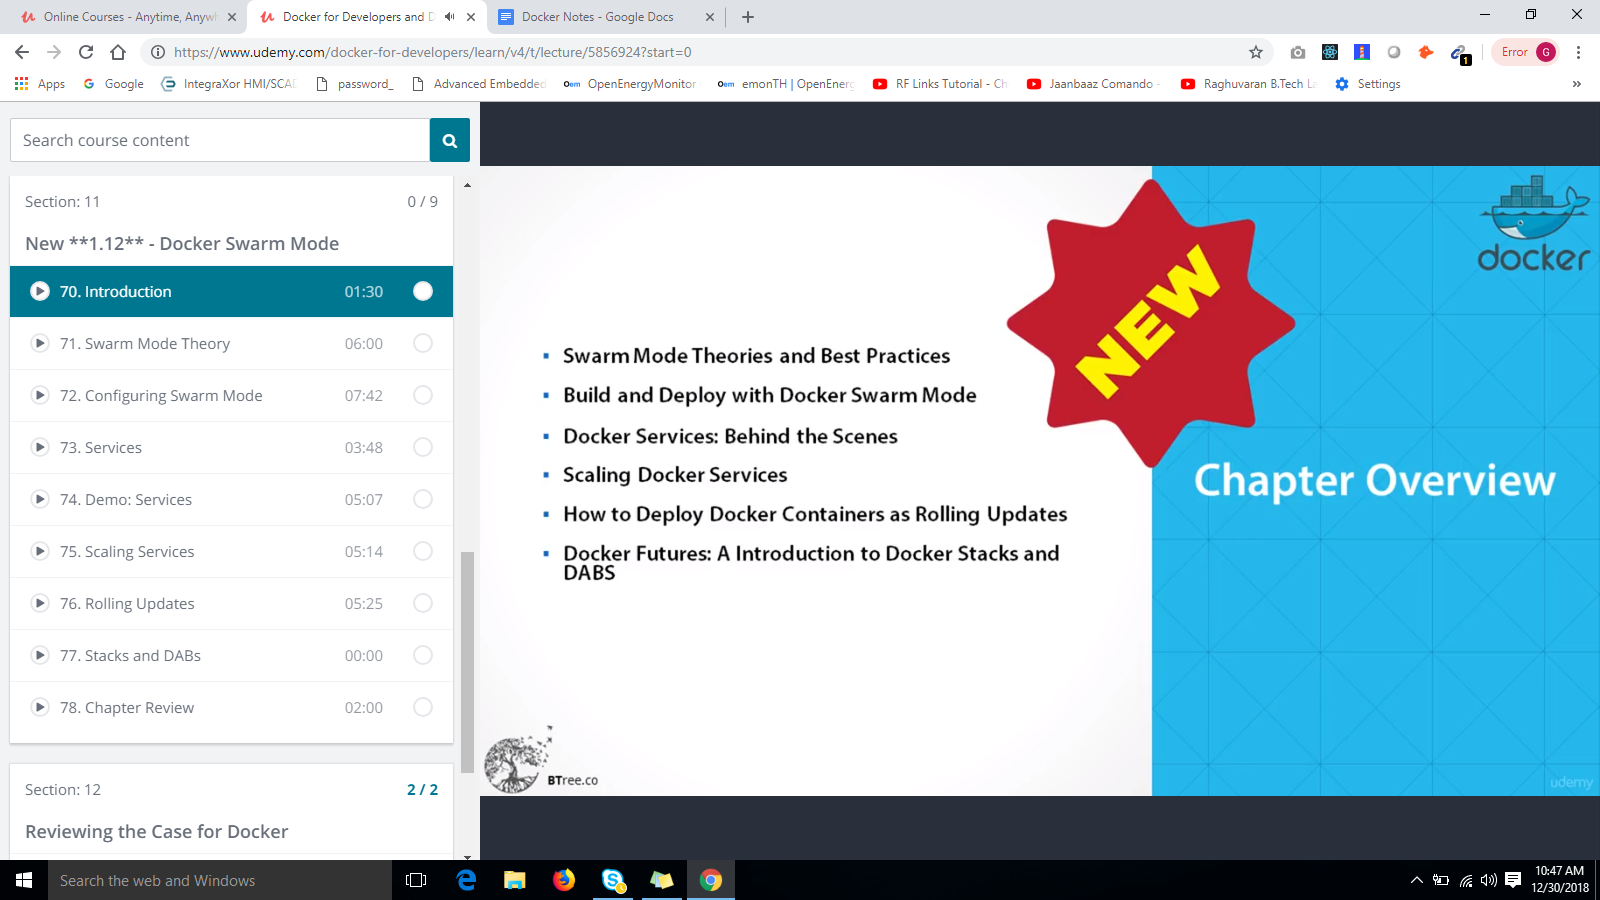 Online Courses - Anytime, Anywh
Docker for Developers and D
Docker Notes - Google Docs
https://www.udemy.com/docker-for-developers/learn/v4/t/lecture/5856924?start=0
1
Error
G
Apps
Google
IntegraXor HMI/SCAD
password_
Advanced Embedded
Oem
OpenEnergyMonitor
Oem
emonTH | OpenEnerg
RF Links Tutorial - Ch
Jaanbaaz Comando -
Raghuvaran B.Tech La
Settings
»
Search course content
Section: 11
0 / 9
New **1.12** - Docker Swarm Mode
70. Introduction
01:30
71. Swarm Mode Theory
06:00
72. Configuring Swarm Mode
07:42
73. Services
03:48
74. Demo: Services
05:07
75. Scaling Services
05:14
76. Rolling Updates
05:25
77. Stacks and DABs
00:00
78. Chapter Review
02:00
Section: 12
2 / 2
Reviewing the Case for Docker
NEW
docker
Swarm Mode Theories and Best Practices
Build and Deploy with Docker Swarm Mode
Docker Services: Behind the Scenes
Scaling Docker Services
How to Deploy Docker Containers as Rolling Updates
Docker Futures: A Introduction to Docker Stacks and
DABS
Chapter Overview
BTree.co
udemy
Search the web and Windows
10:47 AM
12/30/2018